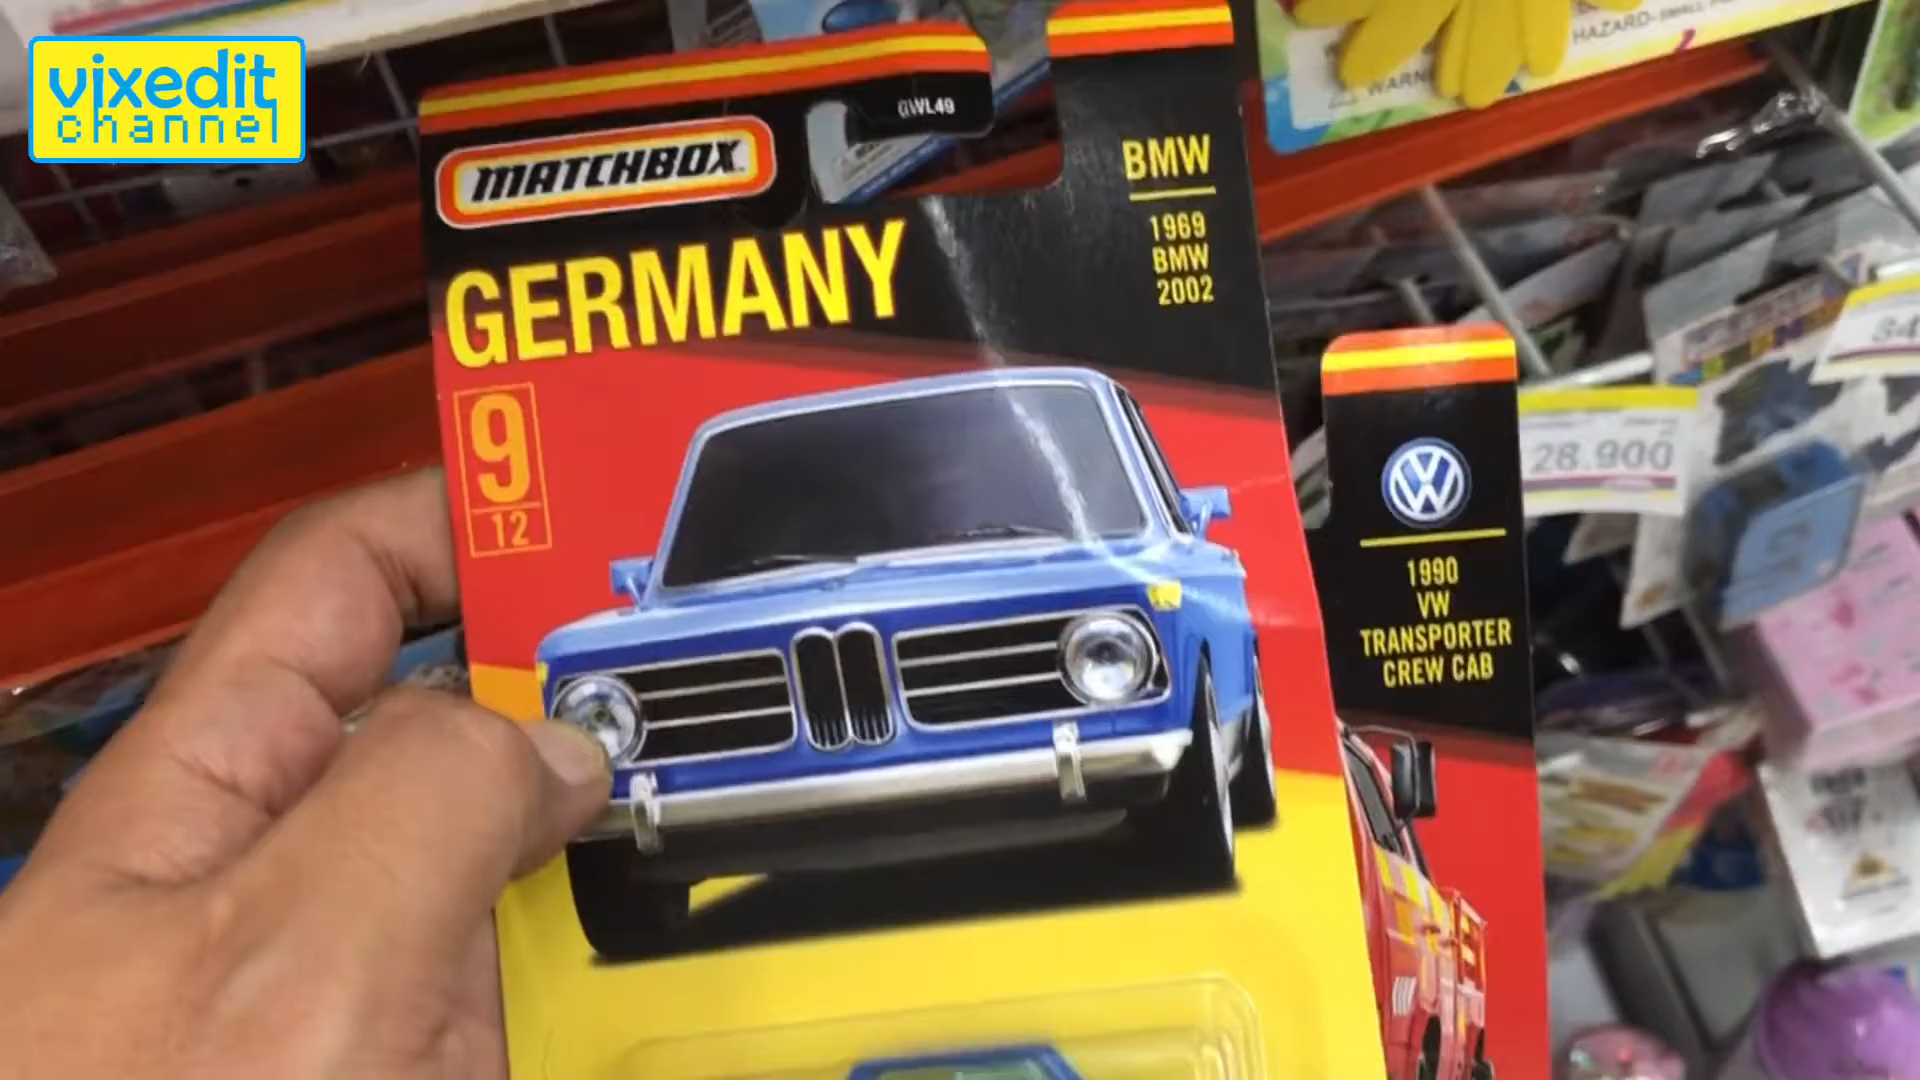 vixedit
channel
MATCHBOX
GWL49
GERMANY
9
12
BMW
1969
BMW
2002
1990
VW
TRANSPORTER
CREW CAB
28.900
HAZARD-
WARN